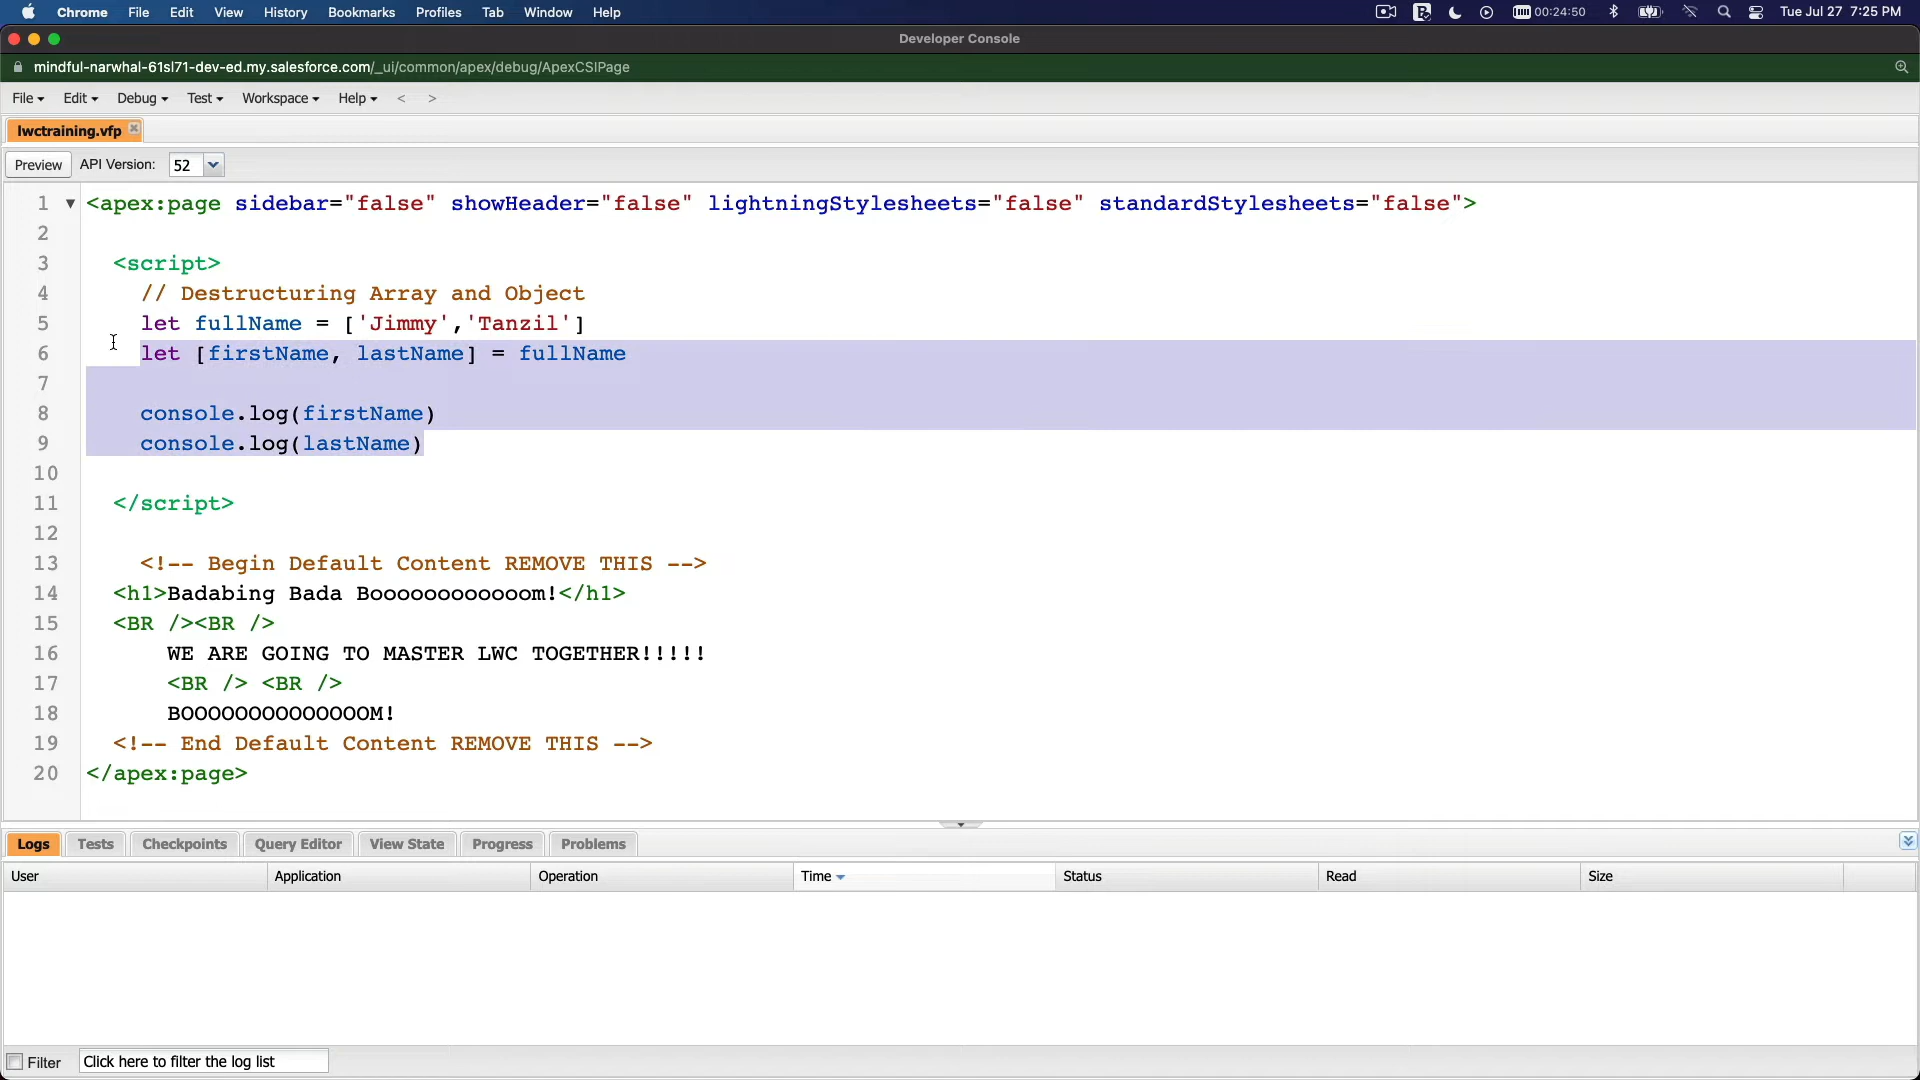 Chrome File Edit View History Bookmarks Profiles Tab Window Help 00:24:50 Tue Jul 27 7:25 PM
Developer Console
mindful-narwhal-61sl71-dev-ed.my.salesforce.com/_ui/common/apex/debug/ApexCSIPage
File Edit Debug Test Workspace Help < >
lwctraining.vfp
Preview API Version: 52
1 <apex:page sidebar="false" showHeader="false" lightningStylesheets="false" standardStylesheets="false">
2
3 <script>
4 // Destructuring Array and Object
5 let fullName = ['Jimmy','Tanzil']
6 let [firstName, lastName] = fullName
7
8 console.log(firstName)
9 console.log(lastName)
10
11 </script>
12
13 <!-- Begin Default Content REMOVE THIS -->
14 <h1>Badabing Bada Boooooooooooom!</h1>
15 <BR /><BR />
16 WE ARE GOING TO MASTER LWC TOGETHER!!!!!
17 <BR /> <BR />
18 BOOOOOOOOOOOOOOM!
19 <!-- End Default Content REMOVE THIS -->
20 </apex:page>
Logs Tests Checkpoints Query Editor View State Progress Problems
User Application Operation Time Status Read Size
Filter Click here to filter the log list